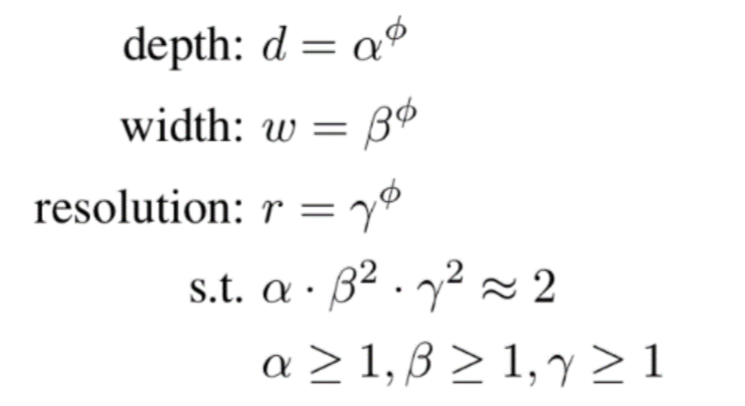 depth: d = α^ϕ
width: w = β^ϕ
resolution: r = γ^ϕ
s.t. α · β² · γ² ≈ 2
α ≥ 1, β ≥ 1, γ ≥ 1